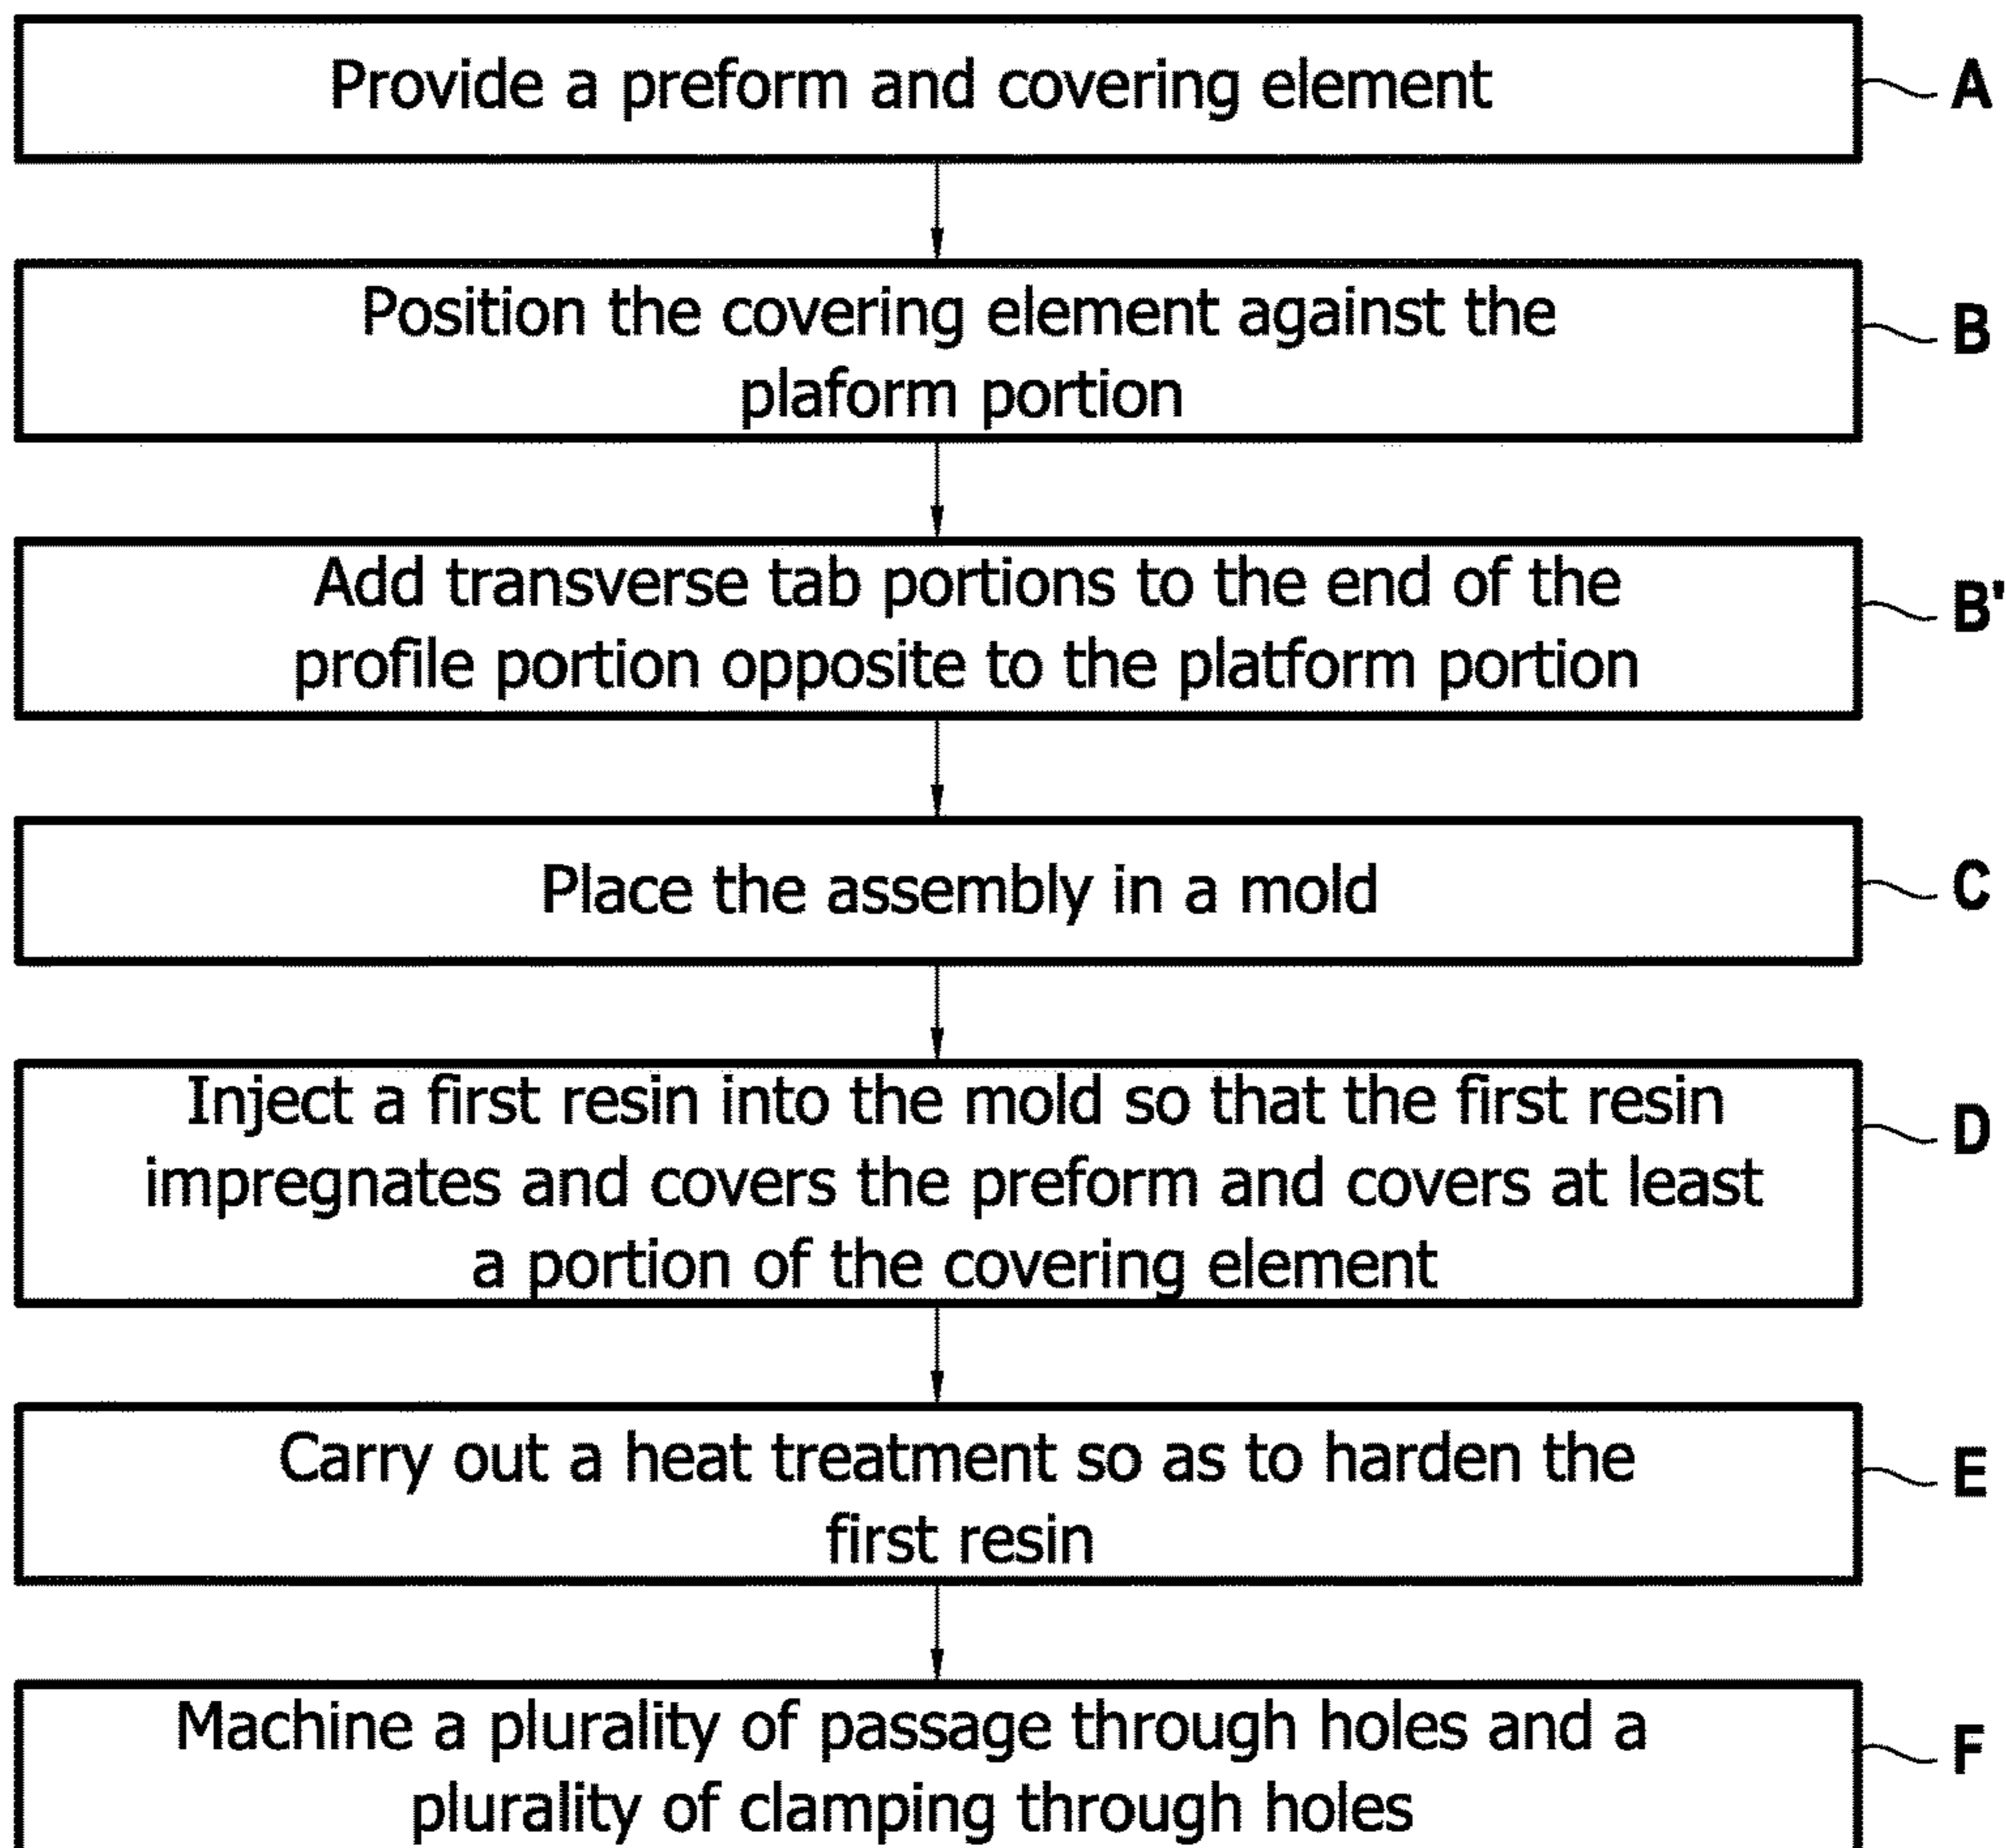 Provide a preform and covering element
A
Position the covering element against the
plaform portion
B
Add transverse tab portions to the end of the
profile portion opposite to the platform portion
B'
Place the assembly in a mold
C
Inject a first resin into the mold so that the first resin
impregnates and covers the preform and covers at least
a portion of the covering element
D
Carry out a heat treatment so as to harden the
first resin
E
Machine a plurality of passage through holes and a
plurality of clamping through holes
F